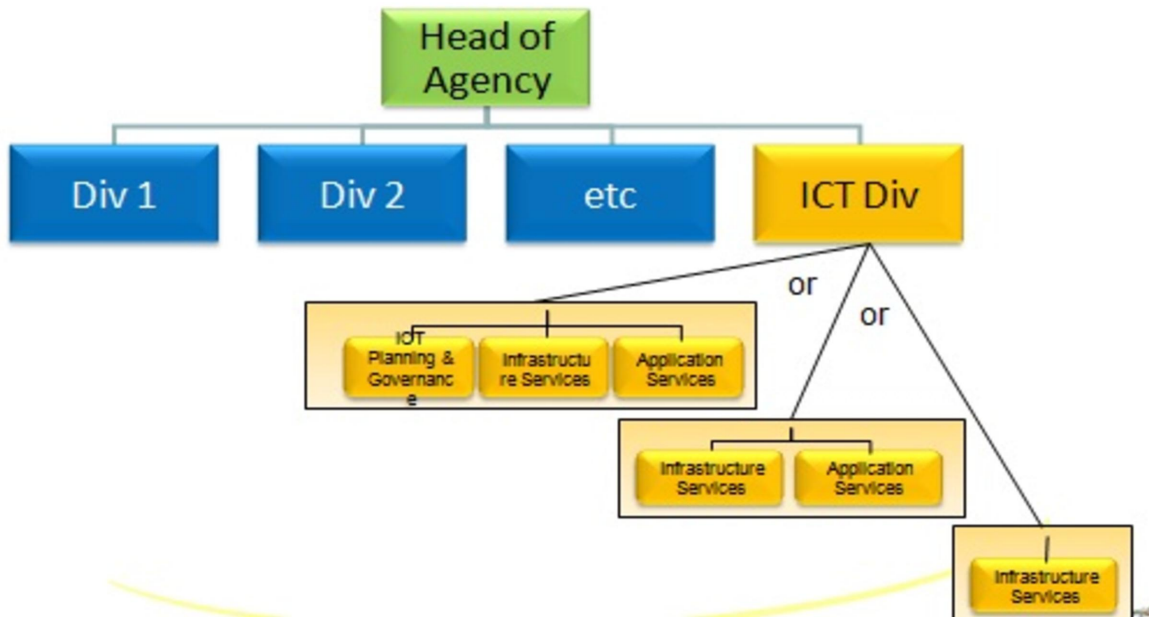 Head of
Agency
Div 1
Div 2
etc
ICT Div
or
or
IOT
Planning &
Governanc
e
Infrastructu
re Services
Application
Services
Infrastructure
Services
Application
Services
Infrastructure
Services